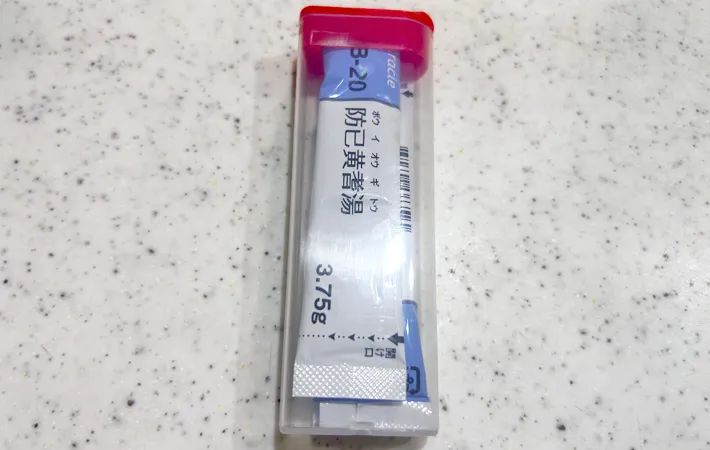 racie
B-20
ボウ イ オウ ギ トウ
防已黄耆湯
3.75g
開け口